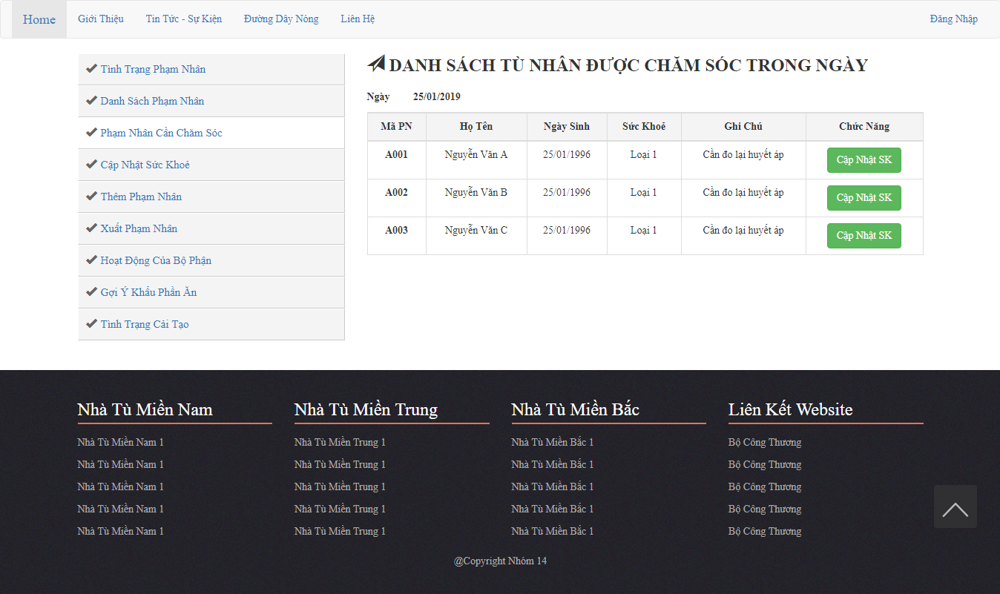 Home Giới Thiệu Tin Tức - Sự Kiện Đường Dây Nóng Liên Hệ Đăng Nhập
Tình Trạng Phạm Nhân
Danh Sách Phạm Nhân
Phạm Nhân Cần Chăm Sóc
Cập Nhật Sức Khoẻ
Thêm Phạm Nhân
Xuất Phạm Nhân
Hoạt Động Của Bộ Phận
Gợi Ý Khẩu Phần Ăn
Tình Trạng Cải Tạo
DANH SÁCH TÙ NHÂN ĐƯỢC CHĂM SÓC TRONG NGÀY
Ngày 25/01/2019
Mã PN Họ Tên Ngày Sinh Sức Khoẻ Ghi Chú Chức Năng
A001 Nguyễn Văn A 25/01/1996 Loại 1 Cần đo lại huyết áp Cập Nhật SK
A002 Nguyễn Văn B 25/01/1996 Loại 1 Cần đo lại huyết áp Cập Nhật SK
A003 Nguyễn Văn C 25/01/1996 Loại 1 Cần đo lại huyết áp Cập Nhật SK
Nhà Tù Miền Nam Nhà Tù Miền Trung Nhà Tù Miền Bắc Liên Kết Website
Nhà Tù Miền Nam 1 Nhà Tù Miền Trung 1 Nhà Tù Miền Bắc 1 Bộ Công Thương
Nhà Tù Miền Nam 1 Nhà Tù Miền Trung 1 Nhà Tù Miền Bắc 1 Bộ Công Thương
Nhà Tù Miền Nam 1 Nhà Tù Miền Trung 1 Nhà Tù Miền Bắc 1 Bộ Công Thương
Nhà Tù Miền Nam 1 Nhà Tù Miền Trung 1 Nhà Tù Miền Bắc 1 Bộ Công Thương
Nhà Tù Miền Nam 1 Nhà Tù Miền Trung 1 Nhà Tù Miền Bắc 1 Bộ Công Thương
@Copyright Nhóm 14